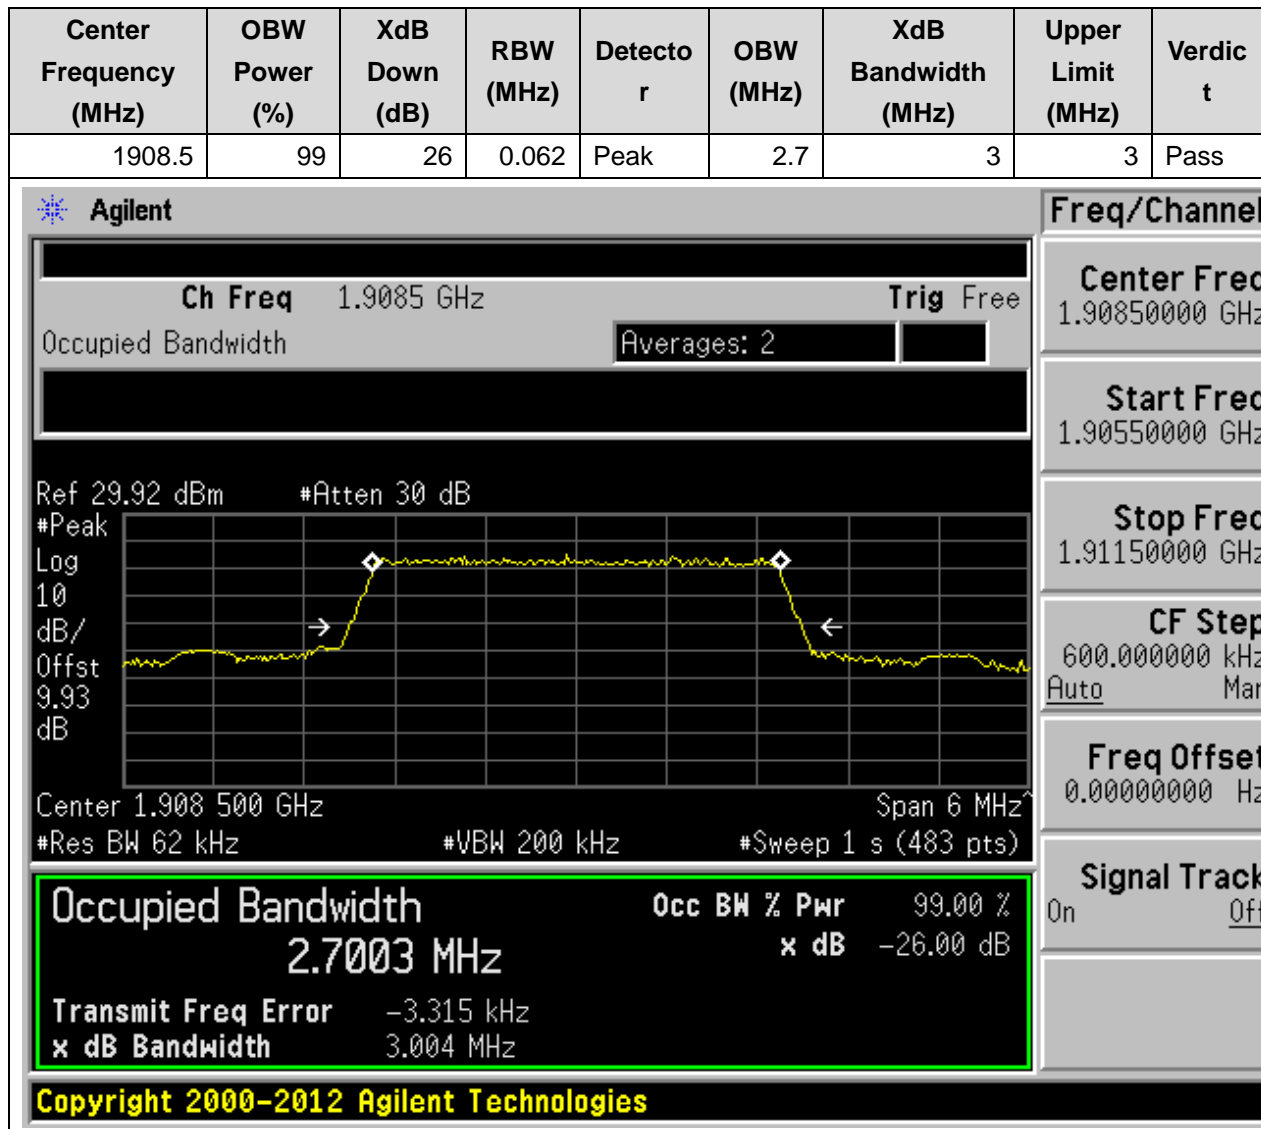 Center Frequency (MHz) OBW Power (%) XdB Down (dB) RBW (MHz) Detecto r OBW (MHz) XdB Bandwidth (MHz) Upper Limit (MHz) Verdic t
1908.5 99 26 0.062 Peak 2.7 3 3 Pass
Agilent
Freq/Channel
Ch Freq 1.9085 GHz Trig Free
Occupied Bandwidth Averages: 2
Center Freq
1.90850000 GHz
Start Freq
1.90550000 GHz
Stop Freq
1.91150000 GHz
CF Step
600.000000 kHz
Auto Man
Freq Offset
0.00000000 Hz
Signal Track
On Off
Ref 29.92 dBm #Atten 30 dB
#Peak
Log
10
dB/
Offst
9.93
dB
Center 1.908 500 GHz Span 6 MHz^
#Res BW 62 kHz #VBW 200 kHz #Sweep 1 s (483 pts)
Occupied Bandwidth Occ BW % Pwr 99.00 %
2.7003 MHz x dB -26.00 dB
Transmit Freq Error -3.315 kHz
x dB Bandwidth 3.004 MHz
Copyright 2000-2012 Agilent Technologies